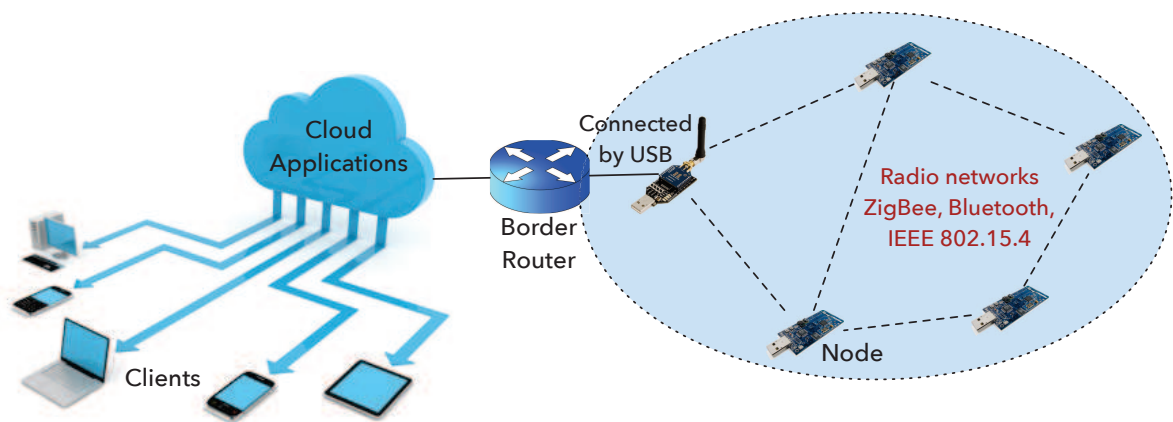 Cloud
Applications
Connected
by USB
Border
Router
Radio networks
ZigBee, Bluetooth,
IEEE 802.15.4
Node
Clients